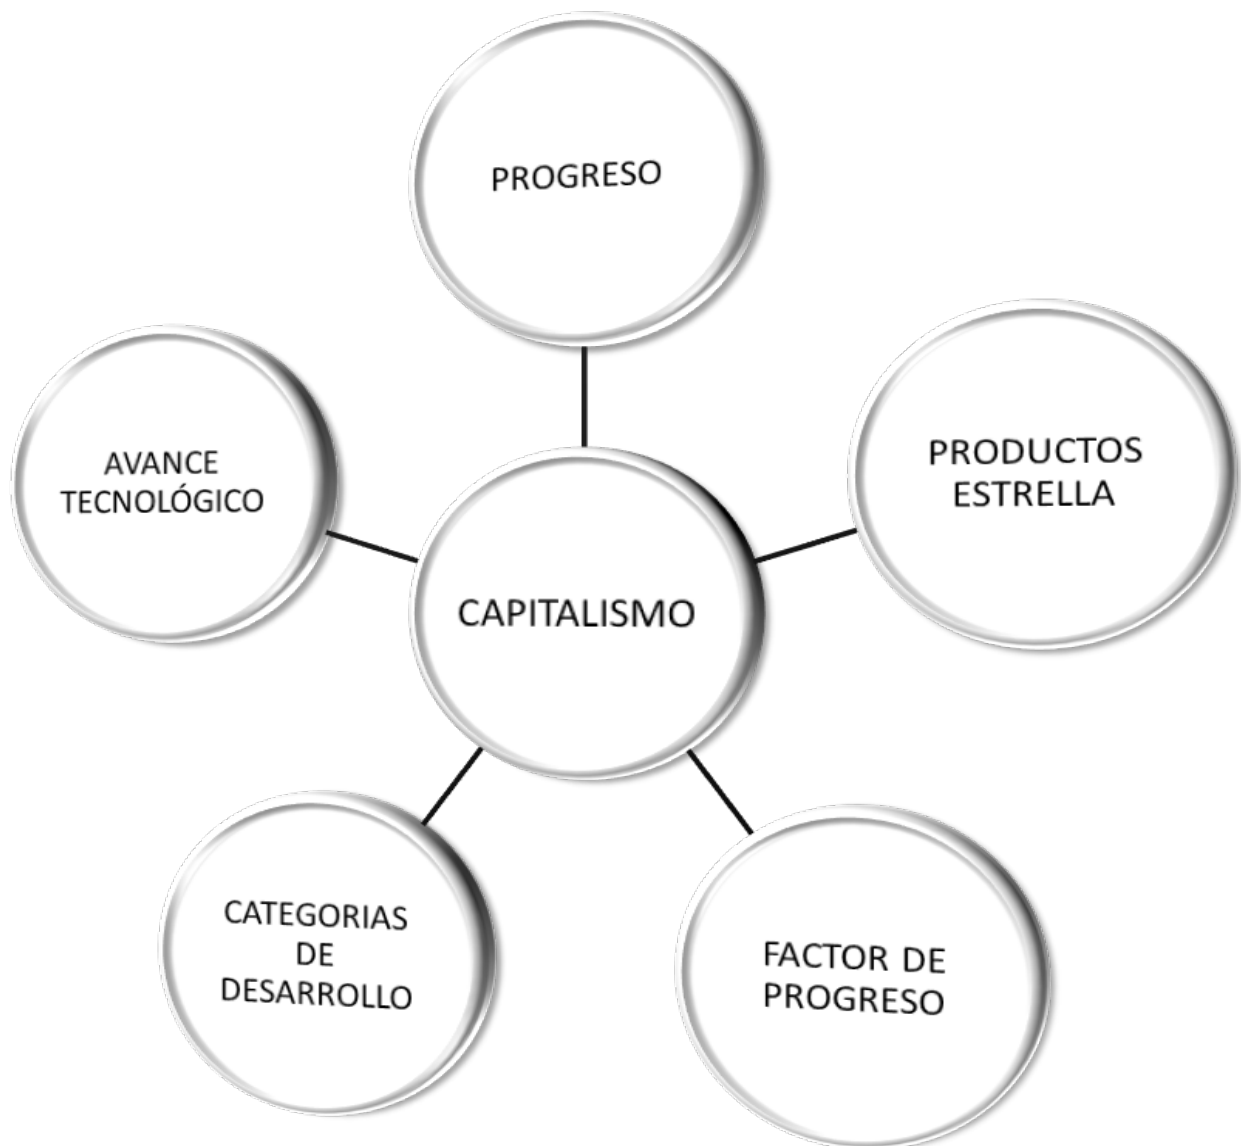 PROGRESO
PRODUCTOS
ESTRELLA
AVANCE
TECNOLÓGICO
CAPITALISMO
CATEGORIAS
DE
DESARROLLO
FACTOR DE
PROGRESO